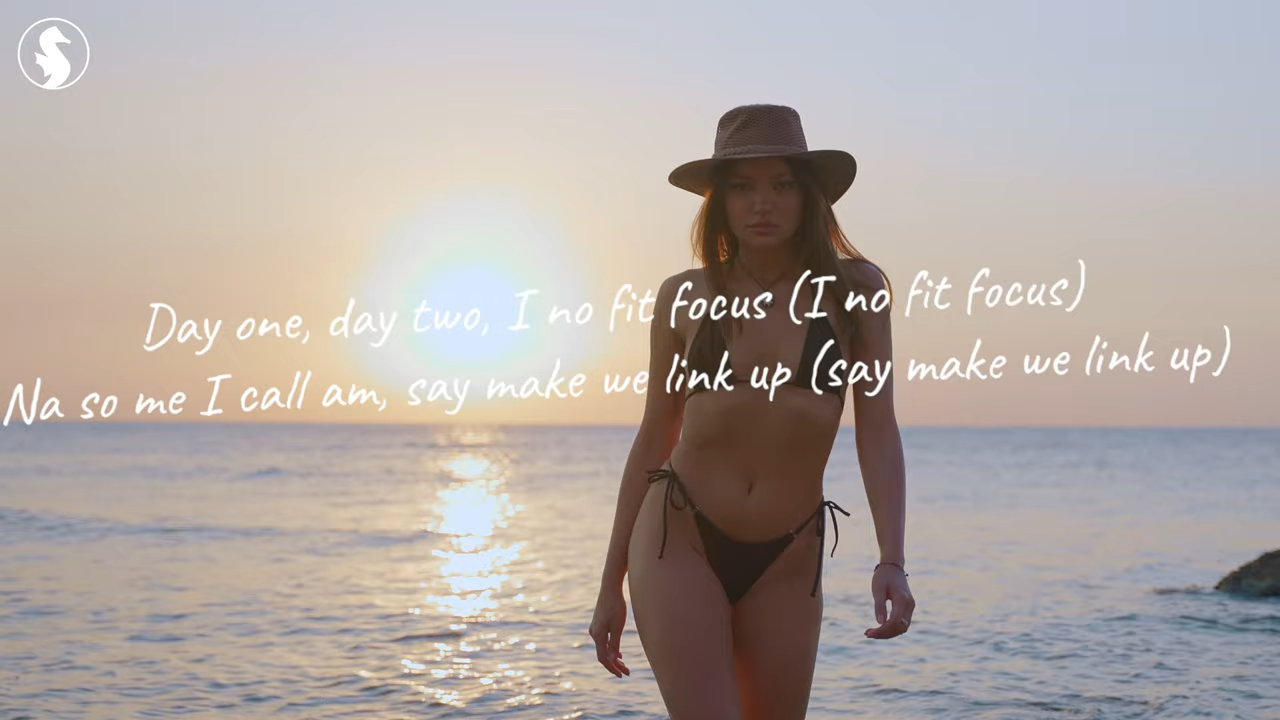 Day one, day two, I no fit focus (I no fit focus)
Na so me I call am, say make we link up (say make we link up)